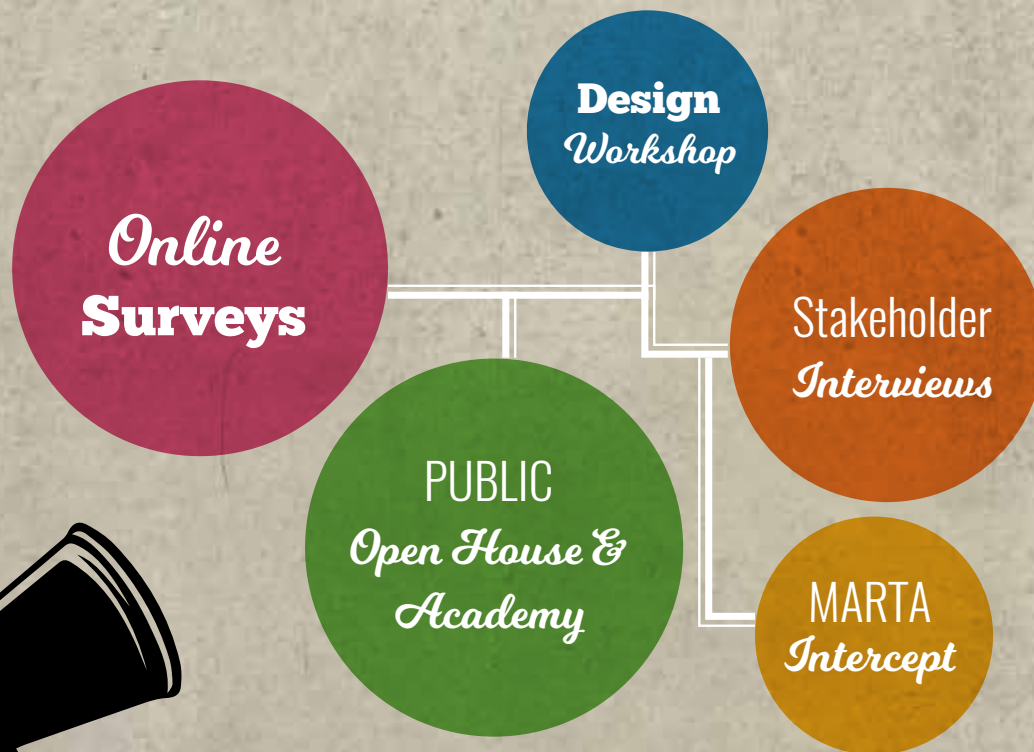 Design
Workshop
Online
Surveys
Stakeholder
Interviews
PUBLIC
Open House &
Academy
MARTA
Intercept